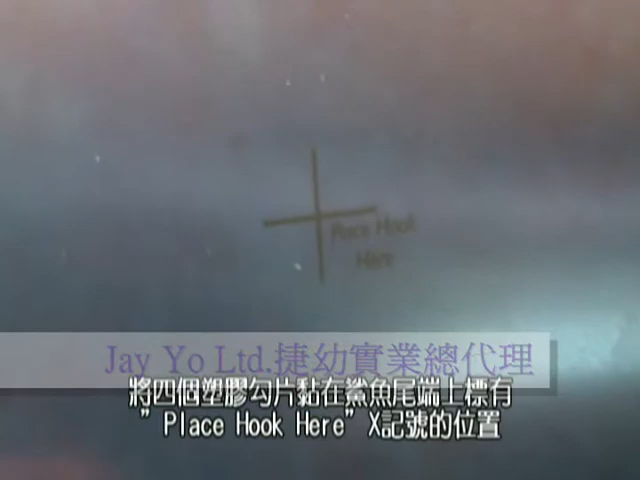 Place Hook
Here
Jay Yo Ltd.捷幼實業總代理
將四個塑膠勾片黏在鯊魚尾端上標有
”Place Hook Here”X記號的位置